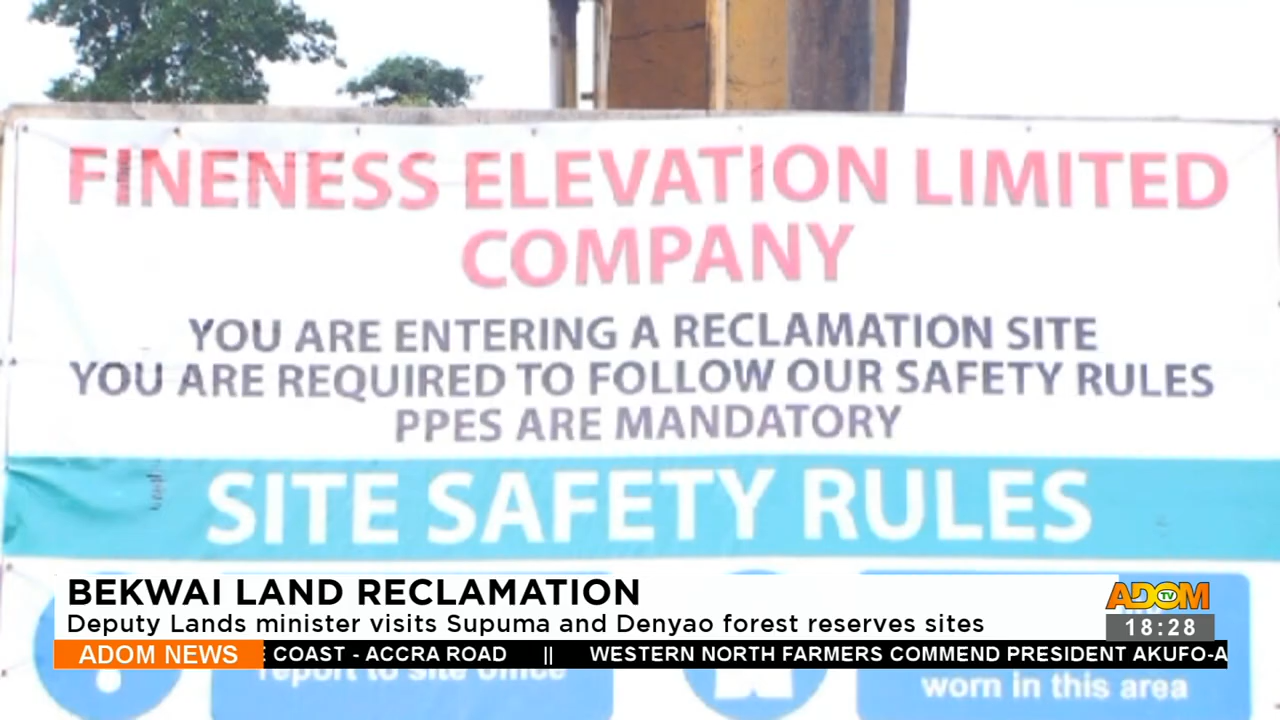 FINENESS ELEVATION LIMITED
COMPANY
YOU ARE ENTERING A RECLAMATION SITE
YOU ARE REQUIRED TO FOLLOW OUR SAFETY RULES
PPES ARE MANDATORY
SITE SAFETY RULES
BEKWAI LAND RECLAMATION
Deputy Lands minister visits Supuma and Denyao forest reserves sites
ADOM TV
18:28
ADOM NEWS
COAST - ACCRA ROAD || WESTERN NORTH FARMERS COMMEND PRESIDENT AKUFO-A
report to site office
worn in this area